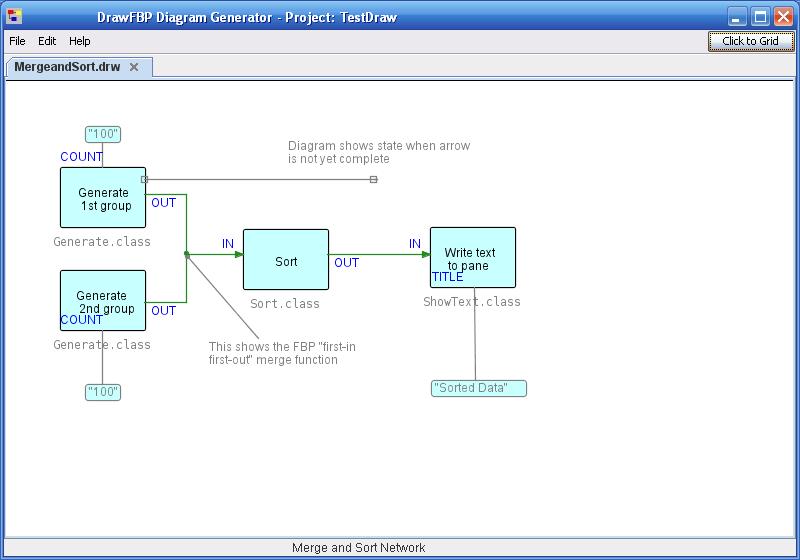 DrawFBP Diagram Generator - Project: TestDraw
File Edit Help
Click to Grid
MergeandSort.drw
"100"
COUNT
Diagram shows state when arrow
is not yet complete
Generate
1st group
OUT
Generate.class
IN
Sort
OUT
Sort.class
IN
Write text
to pane
TITLE
ShowText.class
Generate
2nd group
COUNT
OUT
Generate.class
This shows the FBP "first-in
first-out" merge function
"100"
"Sorted Data"
Merge and Sort Network